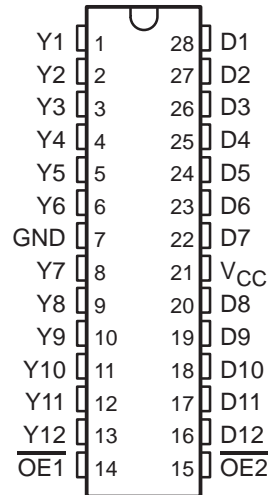 Y1 1 28 D1
Y2 2 27 D2
Y3 3 26 D3
Y4 4 25 D4
Y5 5 24 D5
Y6 6 23 D6
GND 7 22 D7
Y7 8 21 VCC
Y8 9 20 D8
Y9 10 19 D9
Y10 11 18 D10
Y11 12 17 D11
Y12 13 16 D12
O̅E̅1̅ 14 15 O̅E̅2̅